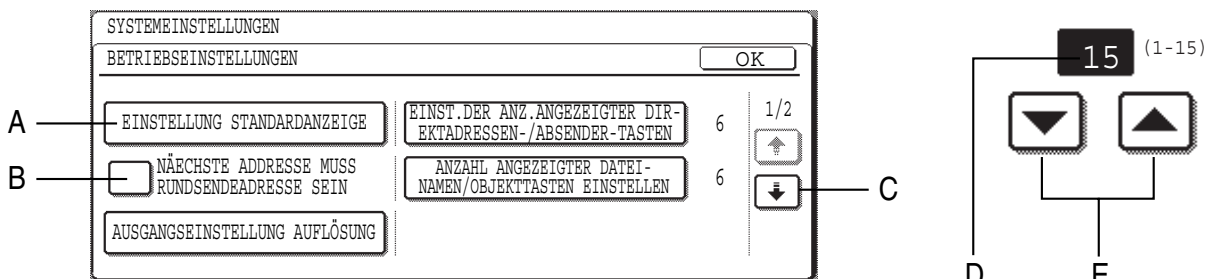 SYSTEMEINSTELLUNGEN
BETRIEBSEINSTELLUNGEN
OK
A
EINSTELLUNG STANDARDANZEIGE
B
NÄECHSTE ADDRESSE MUSS
RUNDSENDEADRESSE SEIN
AUSGANGSEINSTELLUNG AUFLÖSUNG
EINST.DER ANZ.ANGEZEIGTER DIR-
EKTADRESSEN-/ABSENDER-TASTEN
6
ANZAHL ANGEZEIGTER DATEI-
NAMEN/OBJEKTTASTEN EINSTELLEN
6
1/2
C
15 (1-15)
D
E